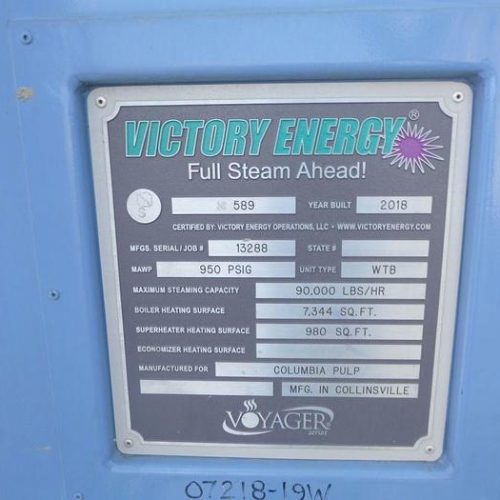 VICTORY ENERGY®
Full Steam Ahead!
S
589 YEAR BUILT 2018
CERTIFIED BY: VICTORY ENERGY OPERATIONS, LLC • WWW.VICTORYENERGY.COM
MFGS. SERIAL/JOB # 13288 STATE #
MAWP 950 PSIG UNIT TYPE WTB
MAXIMUM STEAMING CAPACITY 90,000 LBS/HR
BOILER HEATING SURFACE 7,344 SQ.FT.
SUPERHEATER HEATING SURFACE 980 SQ.FT.
ECONOMIZER HEATING SURFACE
MANUFACTURED FOR COLUMBIA PULP
MFG. IN COLLINSVILLE
VOYAGER
SERIES
07218-19W